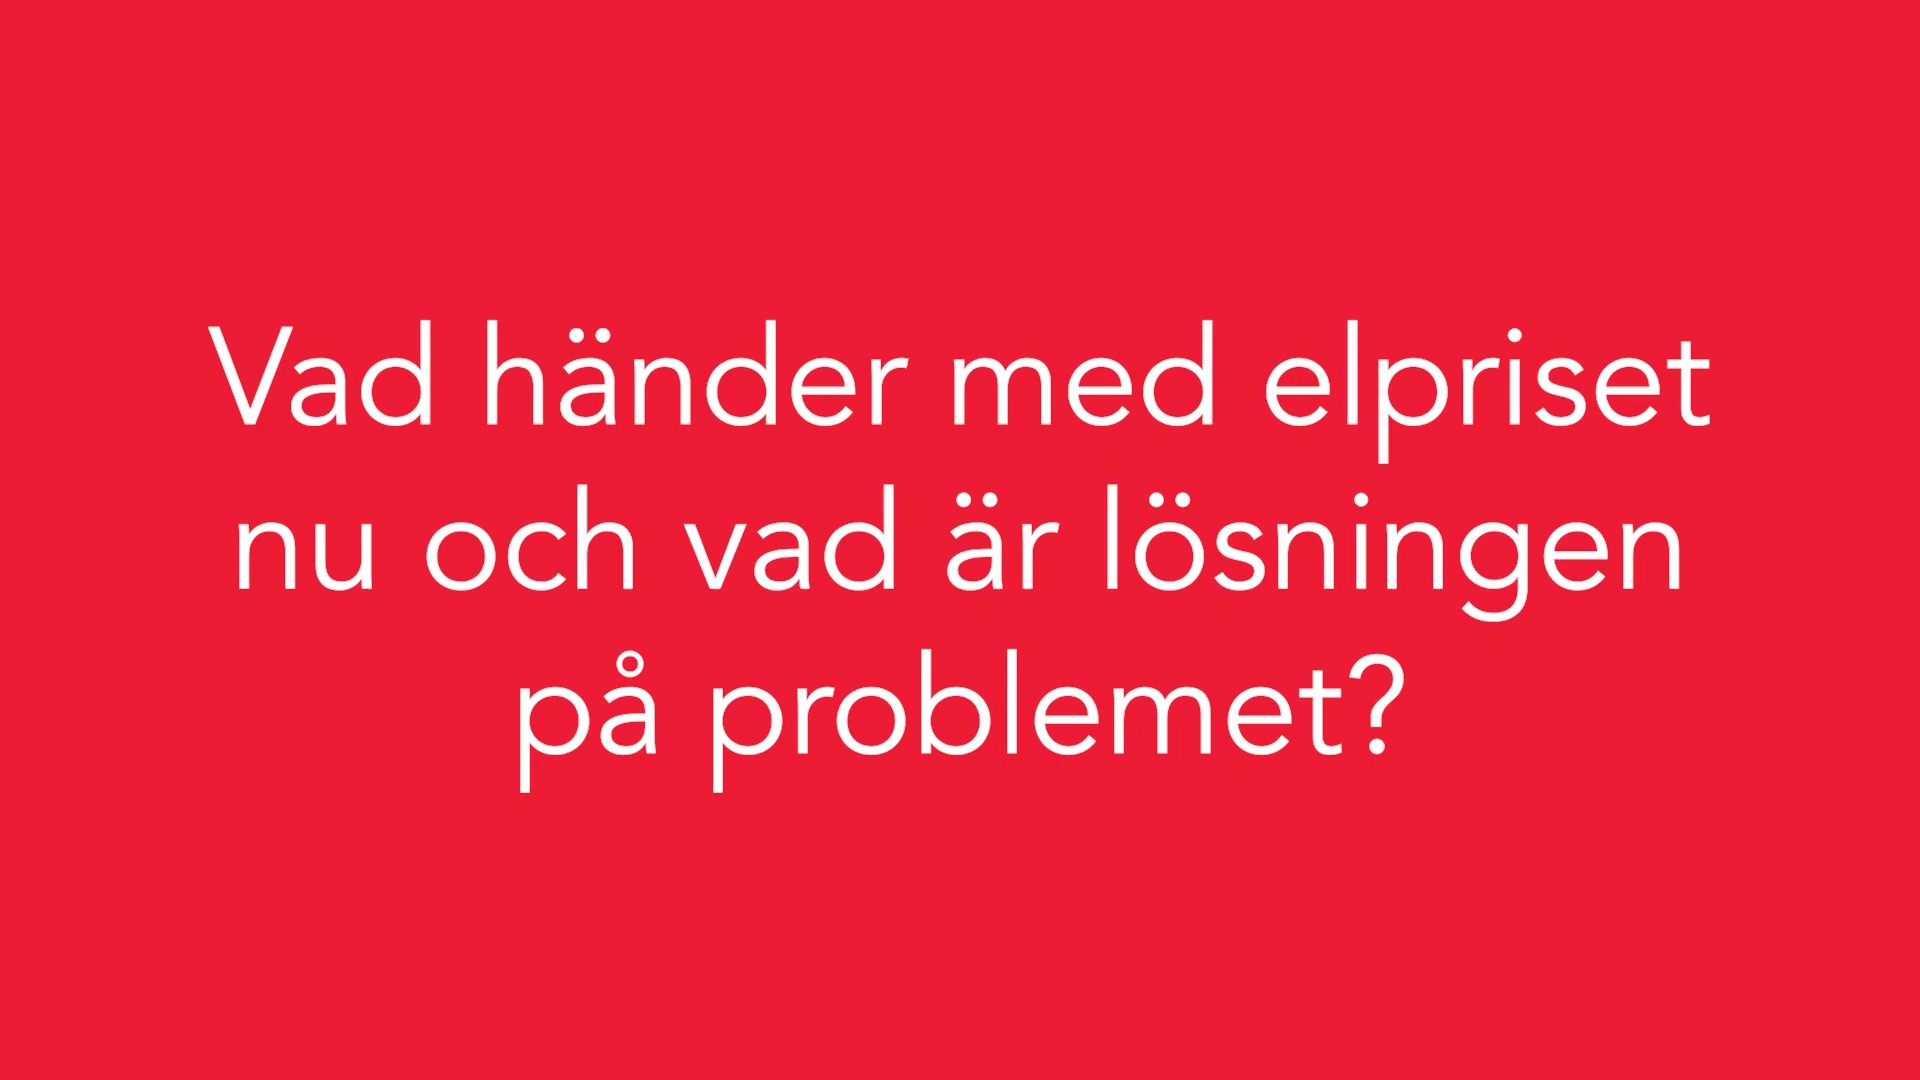 Vad händer med elpriset
nu och vad är lösningen
på problemet?